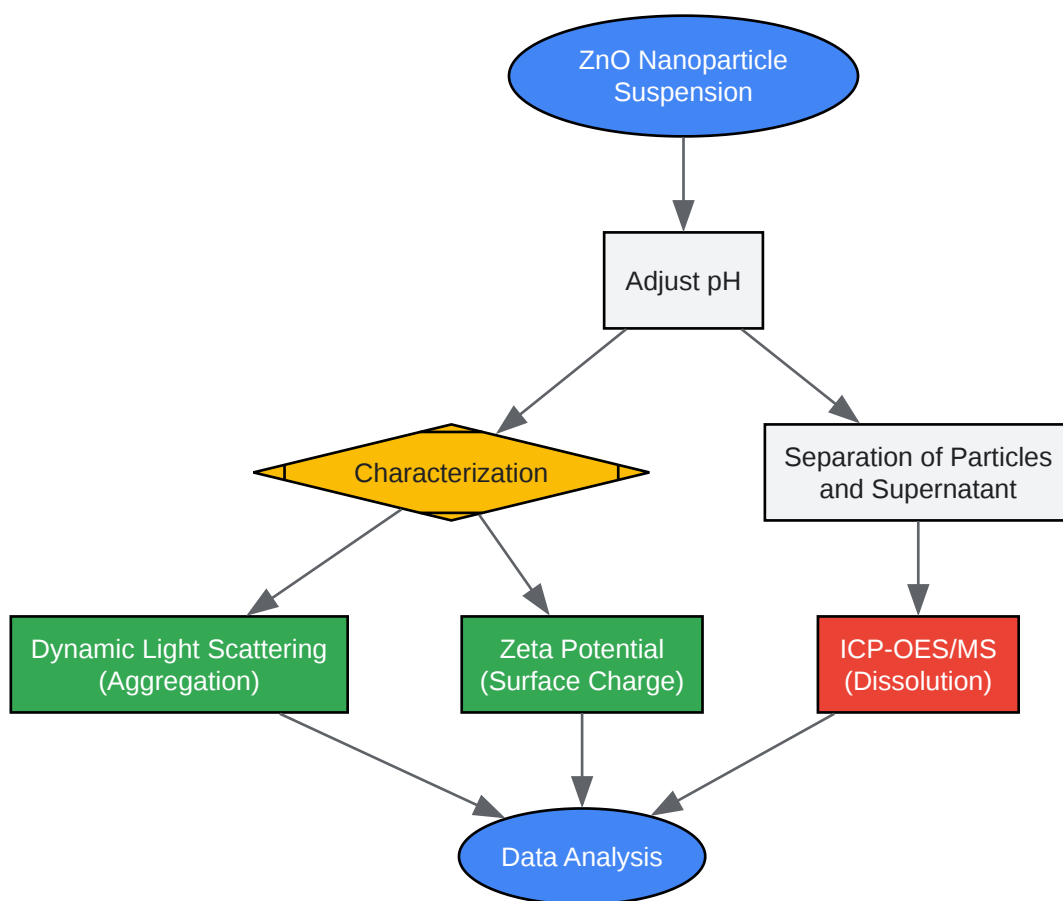 ZnO Nanoparticle
Suspension
Adjust pH
Characterization
Separation of Particles
and Supernatant
Dynamic Light Scattering
(Aggregation)
Zeta Potential
(Surface Charge)
ICP-OES/MS
(Dissolution)
Data Analysis